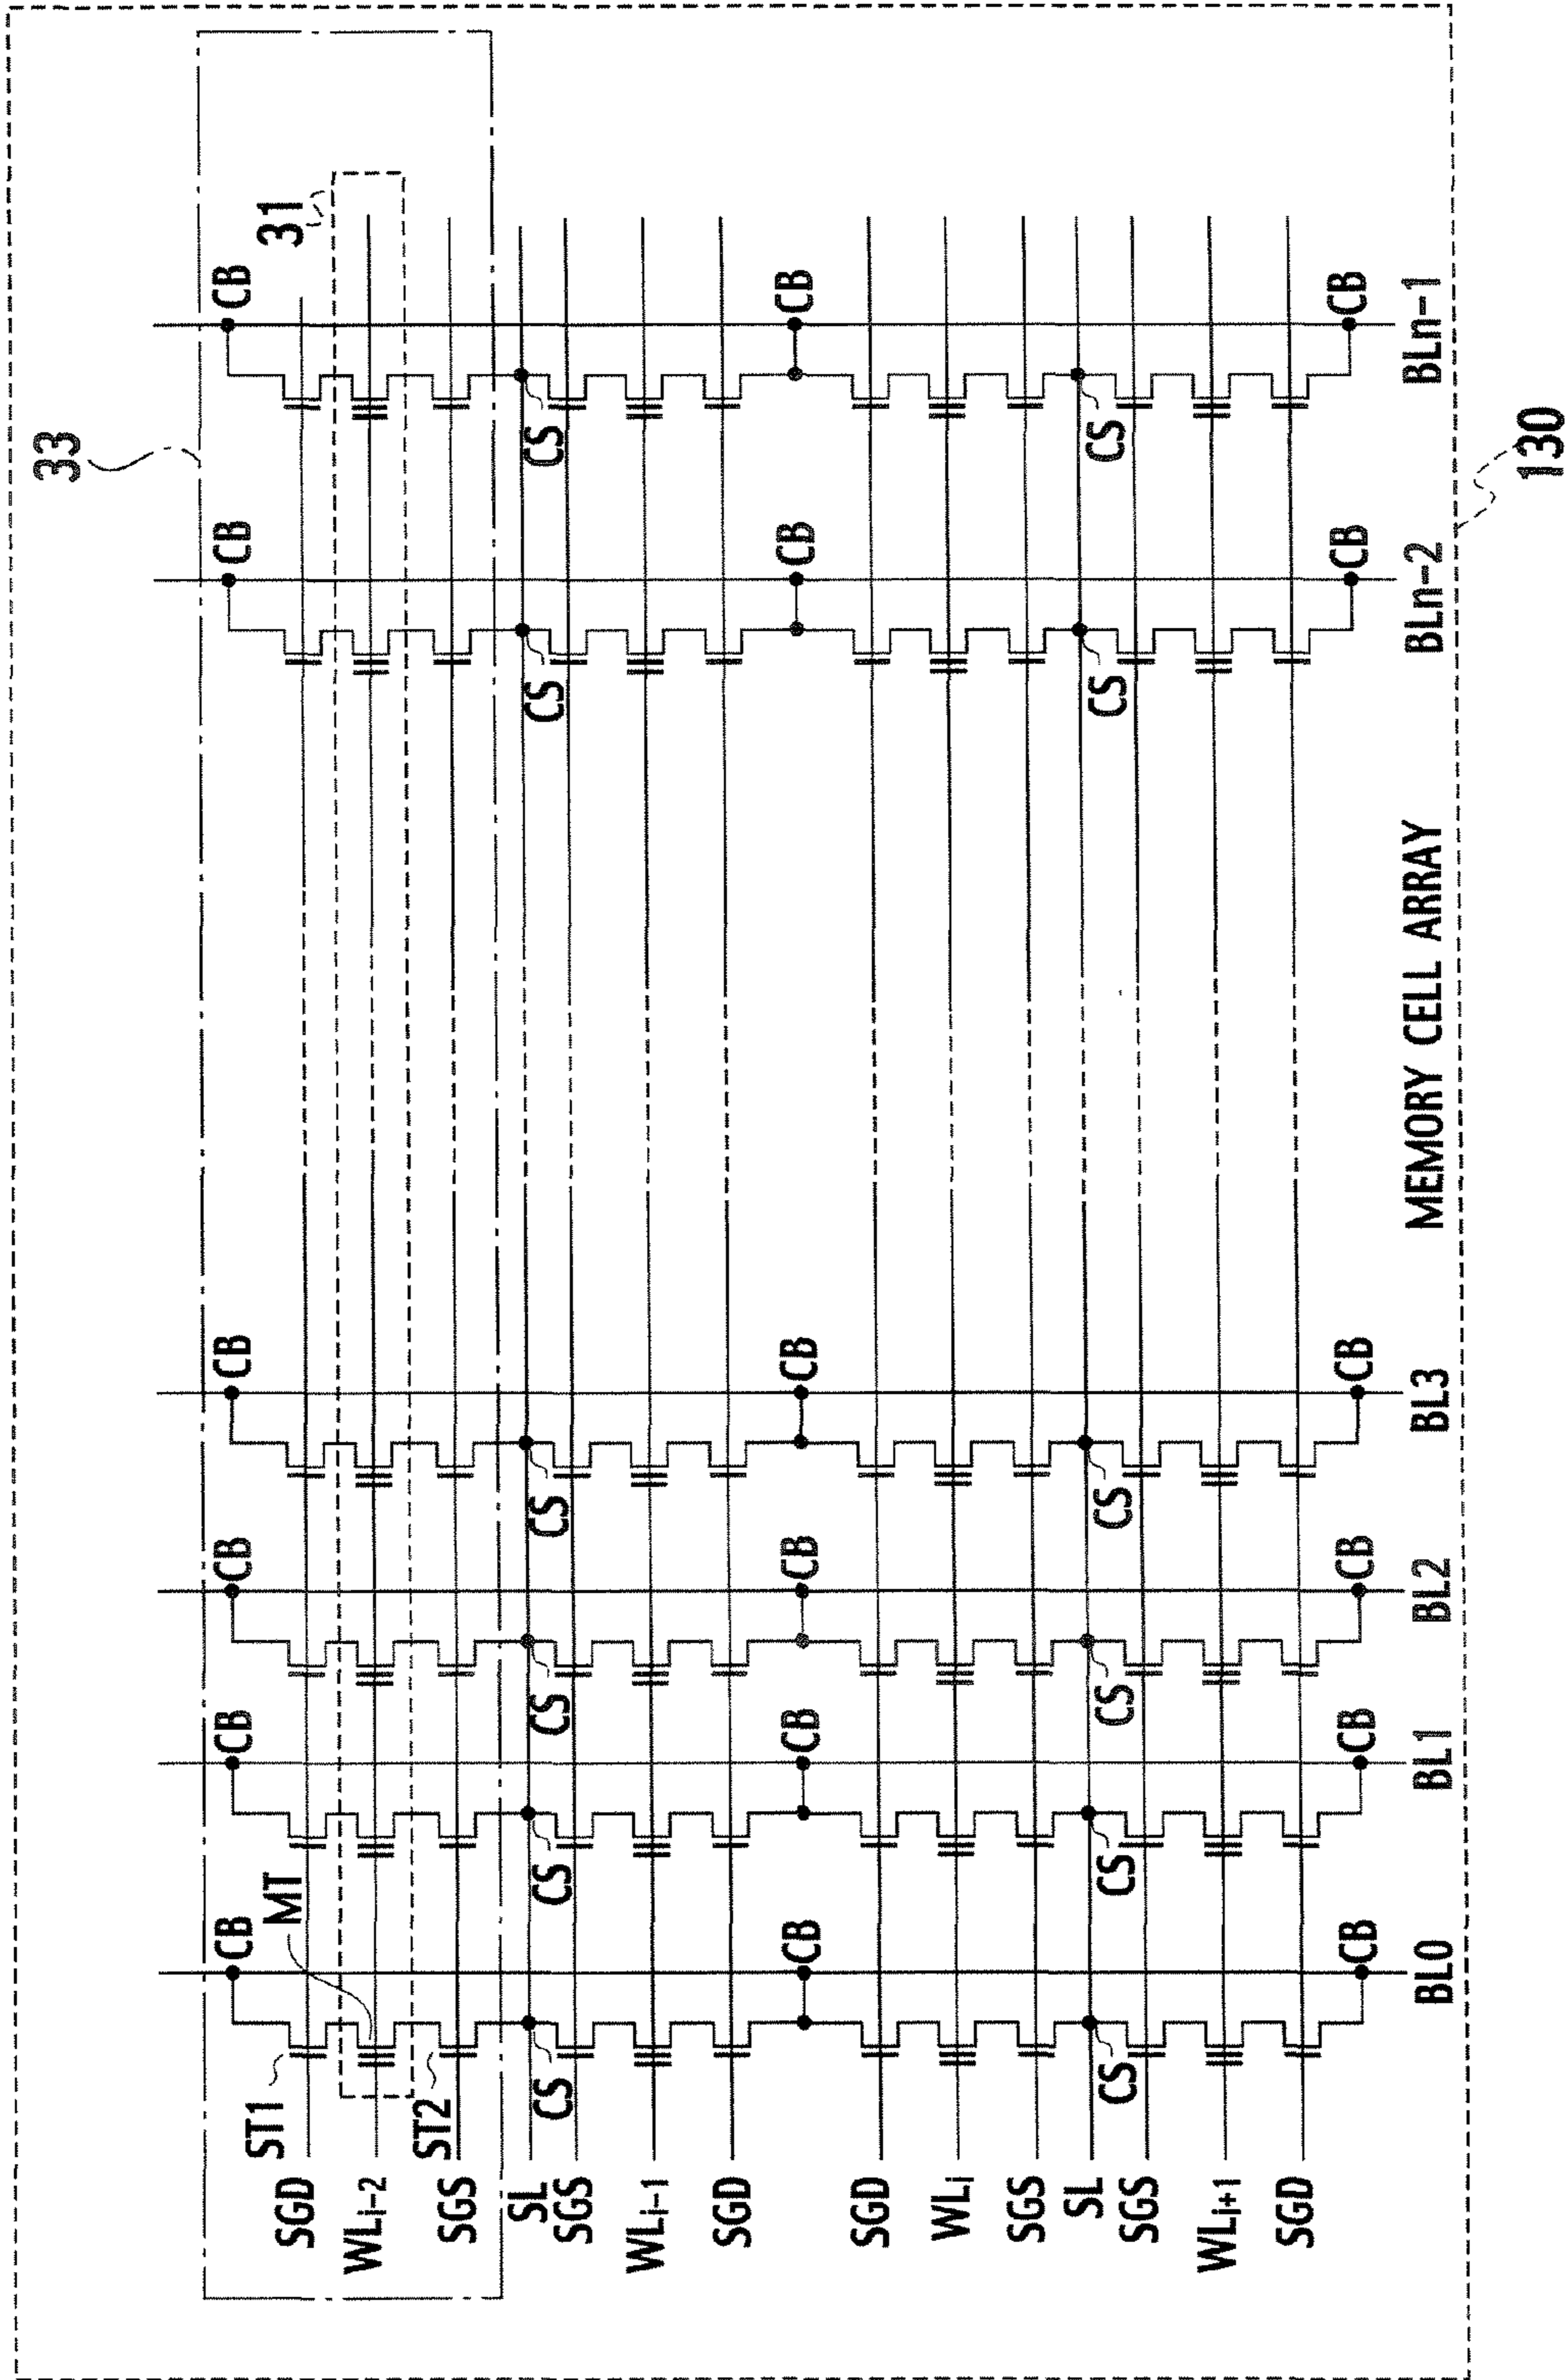 33
CB CB CB CB CB CB
ST1 MT 31
SGD
WLi-2
ST2
SGS
SL
CS CS CS CS CS CS
SGS
WLi-1
SGD
CB CB CB CB CB CB
SGD
WLi
SGS
SL
CS CS CS CS CS CS
SGS
WLi+1
SGD
CB CB CB CB CB CB
BL0 BL1 BL2 BL3 MEMORY CELL ARRAY BLn-2 BLn-1
130